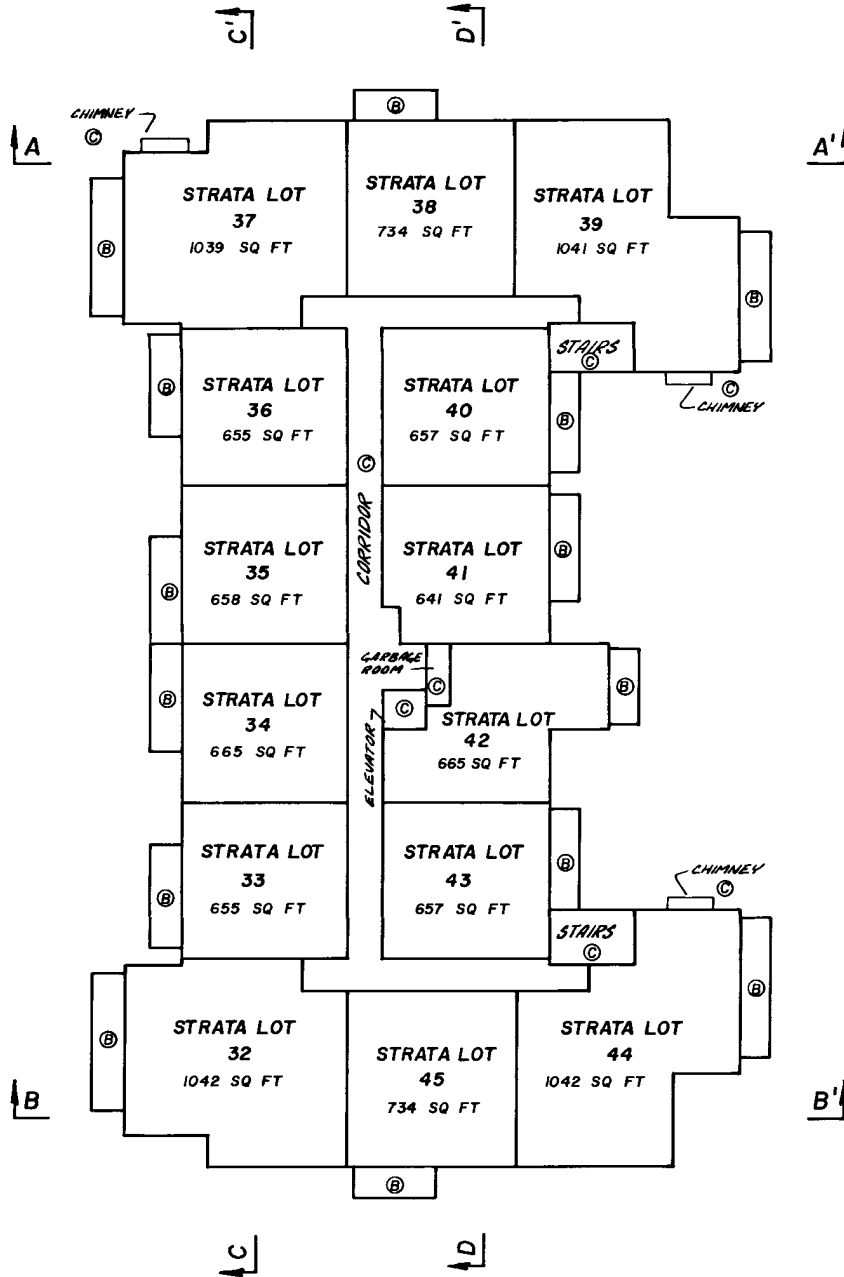 C'
D'
CHIMNEY
B
C
A
A'
STRATA LOT
37
1039 SQ FT
STRATA LOT
38
734 SQ FT
STRATA LOT
39
1041 SQ FT
B
B
STAIRS
C
B
STRATA LOT
36
655 SQ FT
STRATA LOT
40
657 SQ FT
B
C
CHIMNEY
C
CORRIDOR
B
STRATA LOT
35
658 SQ FT
STRATA LOT
41
641 SQ FT
B
GARBAGE
ROOM
C
B
STRATA LOT
34
665 SQ FT
ELEVATOR
C
STRATA LOT
42
665 SQ FT
B
B
STRATA LOT
33
655 SQ FT
STRATA LOT
43
657 SQ FT
B
CHIMNEY
C
STAIRS
C
B
STRATA LOT
32
1042 SQ FT
STRATA LOT
45
734 SQ FT
STRATA LOT
44
1042 SQ FT
B
B
B'
B
C
D